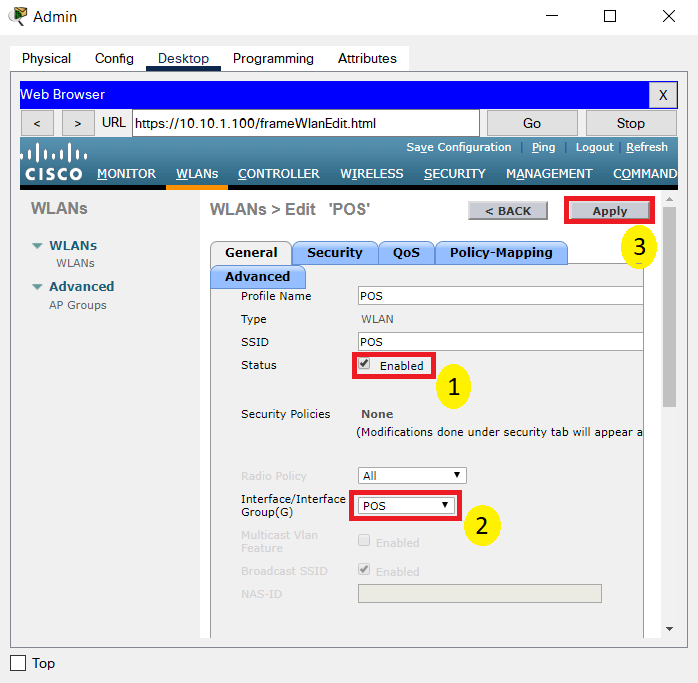 Admin
Physical Config Desktop Programming Attributes
Web Browser X
< > URL https://10.10.1.100/frameWlanEdit.html Go Stop
Save Configuration Ping Logout Refresh
CISCO MONITOR WLANs CONTROLLER WIRELESS SECURITY MANAGEMENT COMMAND
WLANs WLANs > Edit 'POS' < BACK Apply
3
WLANs
WLANs
Advanced
AP Groups
General Security QoS Policy-Mapping
Advanced
Profile Name POS
Type WLAN
SSID POS
Status Enabled
1
Security Policies None
(Modifications done under security tab will appear a
Radio Policy All
Interface/Interface
Group(G) POS
2
Multicast Vlan
Feature Enabled
Broadcast SSID Enabled
NAS-ID
Top